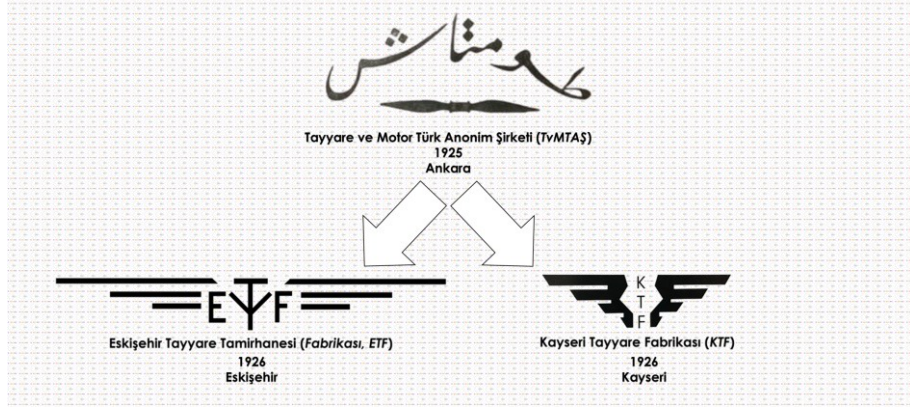 طومتاش
Tayyare ve Motor Türk Anonim Şirketi (TvMTAŞ)
1925
Ankara
ETF
Eskişehir Tayyare Tamirhanesi (Fabrikası, ETF)
1926
Eskişehir
K
T
F
Kayseri Tayyare Fabrikası (KTF)
1926
Kayseri